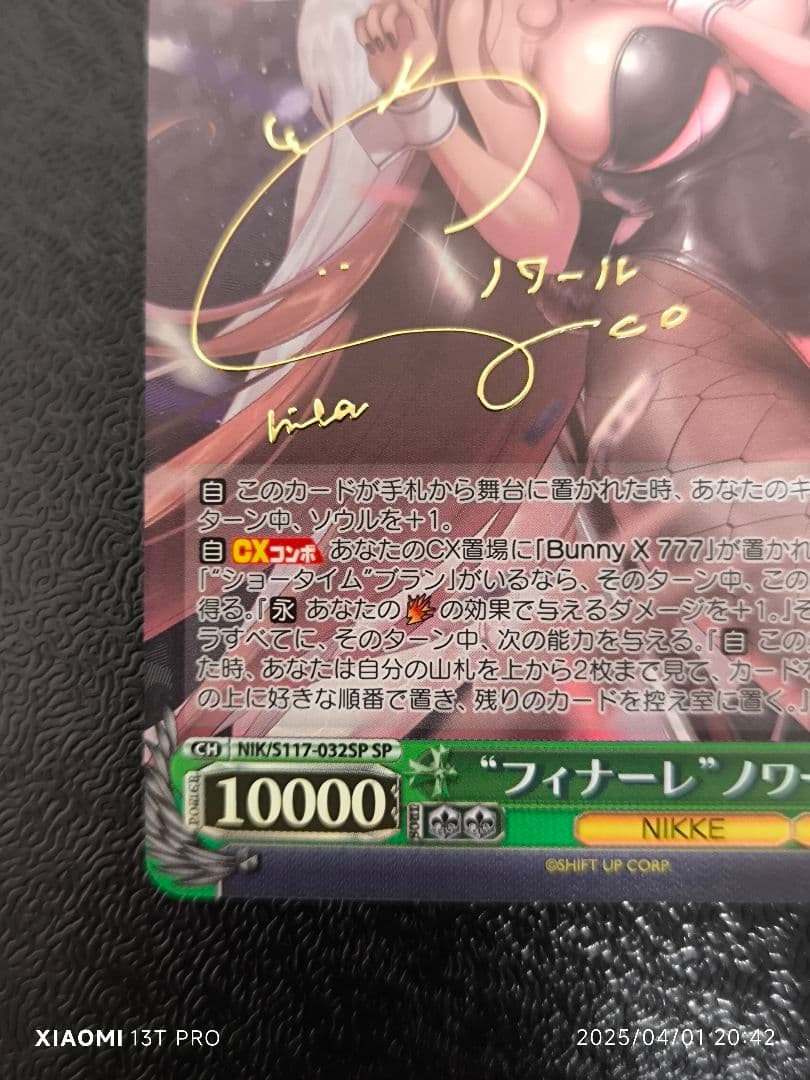 ノワール
自 このカードが手札から舞台に置かれた時、あなたのキ
ターン中、ソウルを＋1。
自 CXコンボ あなたのCX置場に「Bunny X 777」が置かれ
「“ショータイム”ブラン」がいるなら、そのターン中、この
得る。『永 あなたの の効果で与えるダメージを＋1。』そ
ラすべてに、そのターン中、次の能力を与える。『自 この
た時、あなたは自分の山札を上から2枚まで見て、カードを
の上に好きな順番で置き、残りのカードを控え室に置く。』
CH NIK/S117-032SP SP
POWER 10000
“フィナーレ”ノワー
SOUL
NIKKE
©SHIFT UP CORP.
XIAOMI 13T PRO
2025/04/01 20:42